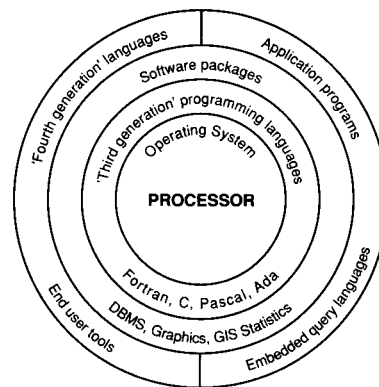 'Fourth generation' languages
Application programs
Software packages
'Third generation' programming languages
Operating System
PROCESSOR
Fortran, C, Pascal, Ada
DBMS, Graphics, GIS Statistics
End user tools
Embedded query languages